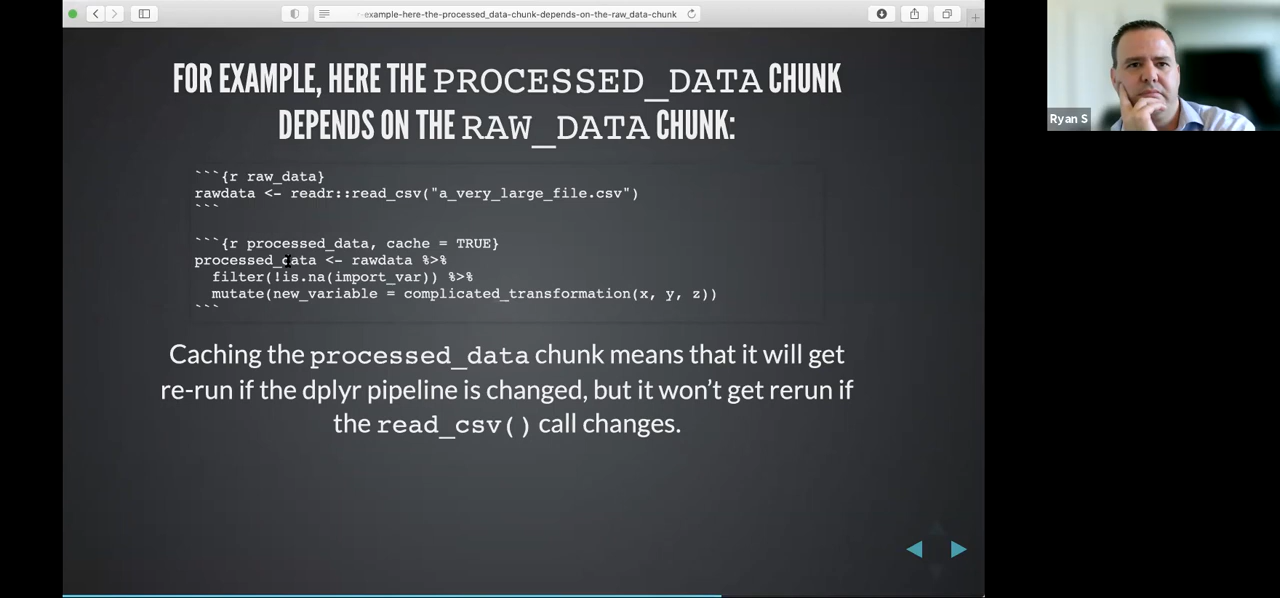 -example-here-the-processed_data-chunk-depends-on-the-raw_data-chunk
FOR EXAMPLE, HERE THE PROCESSED_DATA CHUNK
DEPENDS ON THE RAW_DATA CHUNK:
```{r raw_data}
rawdata <- readr::read_csv("a_very_large_file.csv")
```
```{r processed_data, cache = TRUE}
processed_data <- rawdata %>%
  filter(!is.na(import_var)) %>%
  mutate(new_variable = complicated_transformation(x, y, z))
```
Caching the processed_data chunk means that it will get
re-run if the dplyr pipeline is changed, but it won’t get rerun if
the read_csv() call changes.
Ryan S